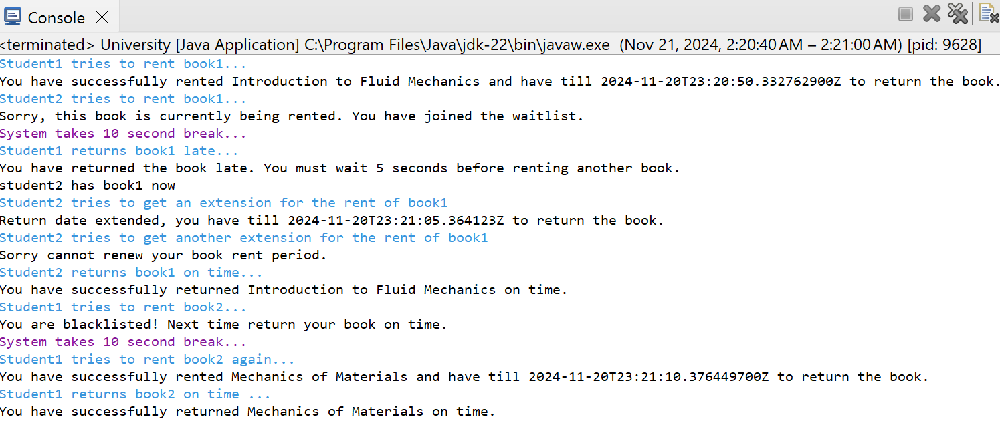 Console
<terminated> University [Java Application] C:\Program Files\Java\jdk-22\bin\javaw.exe (Nov 21, 2024, 2:20:40 AM – 2:21:00 AM) [pid: 9628]
Student1 tries to rent book1...
You have successfully rented Introduction to Fluid Mechanics and have till 2024-11-20T23:20:50.332762900Z to return the book.
Student2 tries to rent book1...
Sorry, this book is currently being rented. You have joined the waitlist.
System takes 10 second break...
Student1 returns book1 late...
You have returned the book late. You must wait 5 seconds before renting another book.
student2 has book1 now
Student2 tries to get an extension for the rent of book1
Return date extended, you have till 2024-11-20T23:21:05.364123Z to return the book.
Student2 tries to get another extension for the rent of book1
Sorry cannot renew your book rent period.
Student2 returns book1 on time...
You have successfully returned Introduction to Fluid Mechanics on time.
Student1 tries to rent book2...
You are blacklisted! Next time return your book on time.
System takes 10 second break...
Student1 tries to rent book2 again...
You have successfully rented Mechanics of Materials and have till 2024-11-20T23:21:10.376449700Z to return the book.
Student1 returns book2 on time ...
You have successfully returned Mechanics of Materials on time.